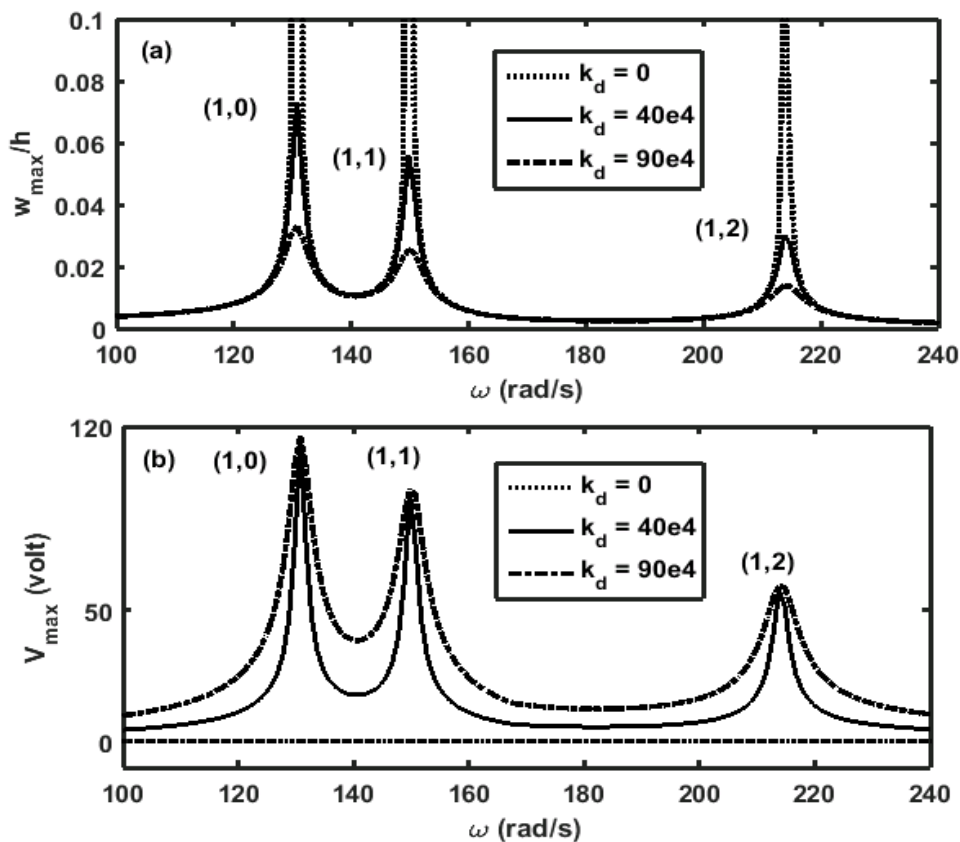 0.1
(a)
k_d = 0
k_d = 40e4
k_d = 90e4
0.08
(1,0)
0.06
(1,1)
0.04
(1,2)
0.02
0
w_max/h
100 120 140 160 180 200 220 240
ω (rad/s)
120
(b)
(1,0)
(1,1)
k_d = 0
k_d = 40e4
k_d = 90e4
(1,2)
50
0
V_max (volt)
100 120 140 160 180 200 220 240
ω (rad/s)